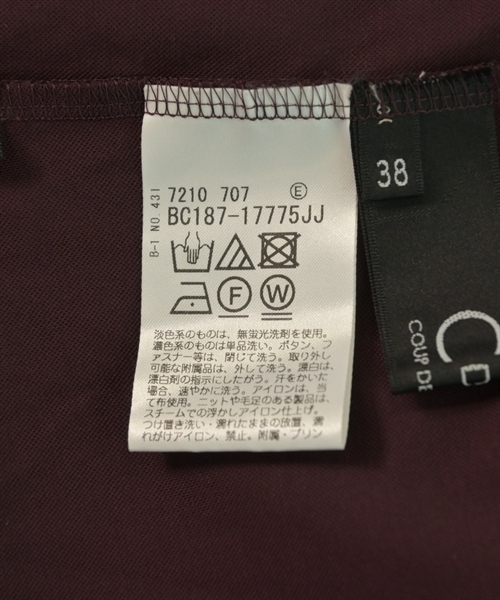 7210 707 Ⓔ
BC187-17775JJ
B-1 NO.431
F W
淡色系のものは、無蛍光洗剤を使用。
濃色系のものは単品洗い。ボタン、フ
ァスナー等は、閉じて洗う。取り外し
可能な附属品は、外して洗う。漂白は、
漂白剤の指示にしたがう。汗をかいた
場合、速やかに洗う。アイロンは、当
て布使用。ニットや毛足のある製品は、
スチームでの浮かしアイロン仕上げ。
つけ置き洗い・濡れたままの放置、濡
れがけアイロン、禁止。附属・プリン
38
COUP DE